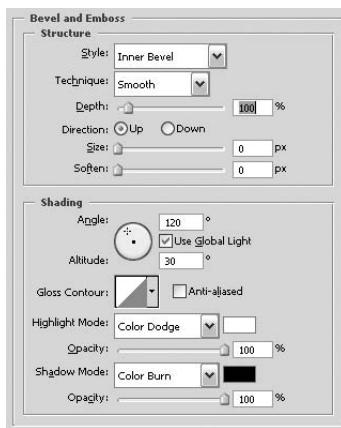 Bevel and Emboss
Structure
Style: Inner Bevel
Technique: Smooth
Depth: 100 %
Direction: Up Down
Size: 0 px
Soften: 0 px
Shading
Angle: 120 °
Use Global Light
Altitude: 30 °
Gloss Contour: Anti-aliased
Highlight Mode: Color Dodge
Opacity: 100 %
Shadow Mode: Color Burn
Opacity: 100 %